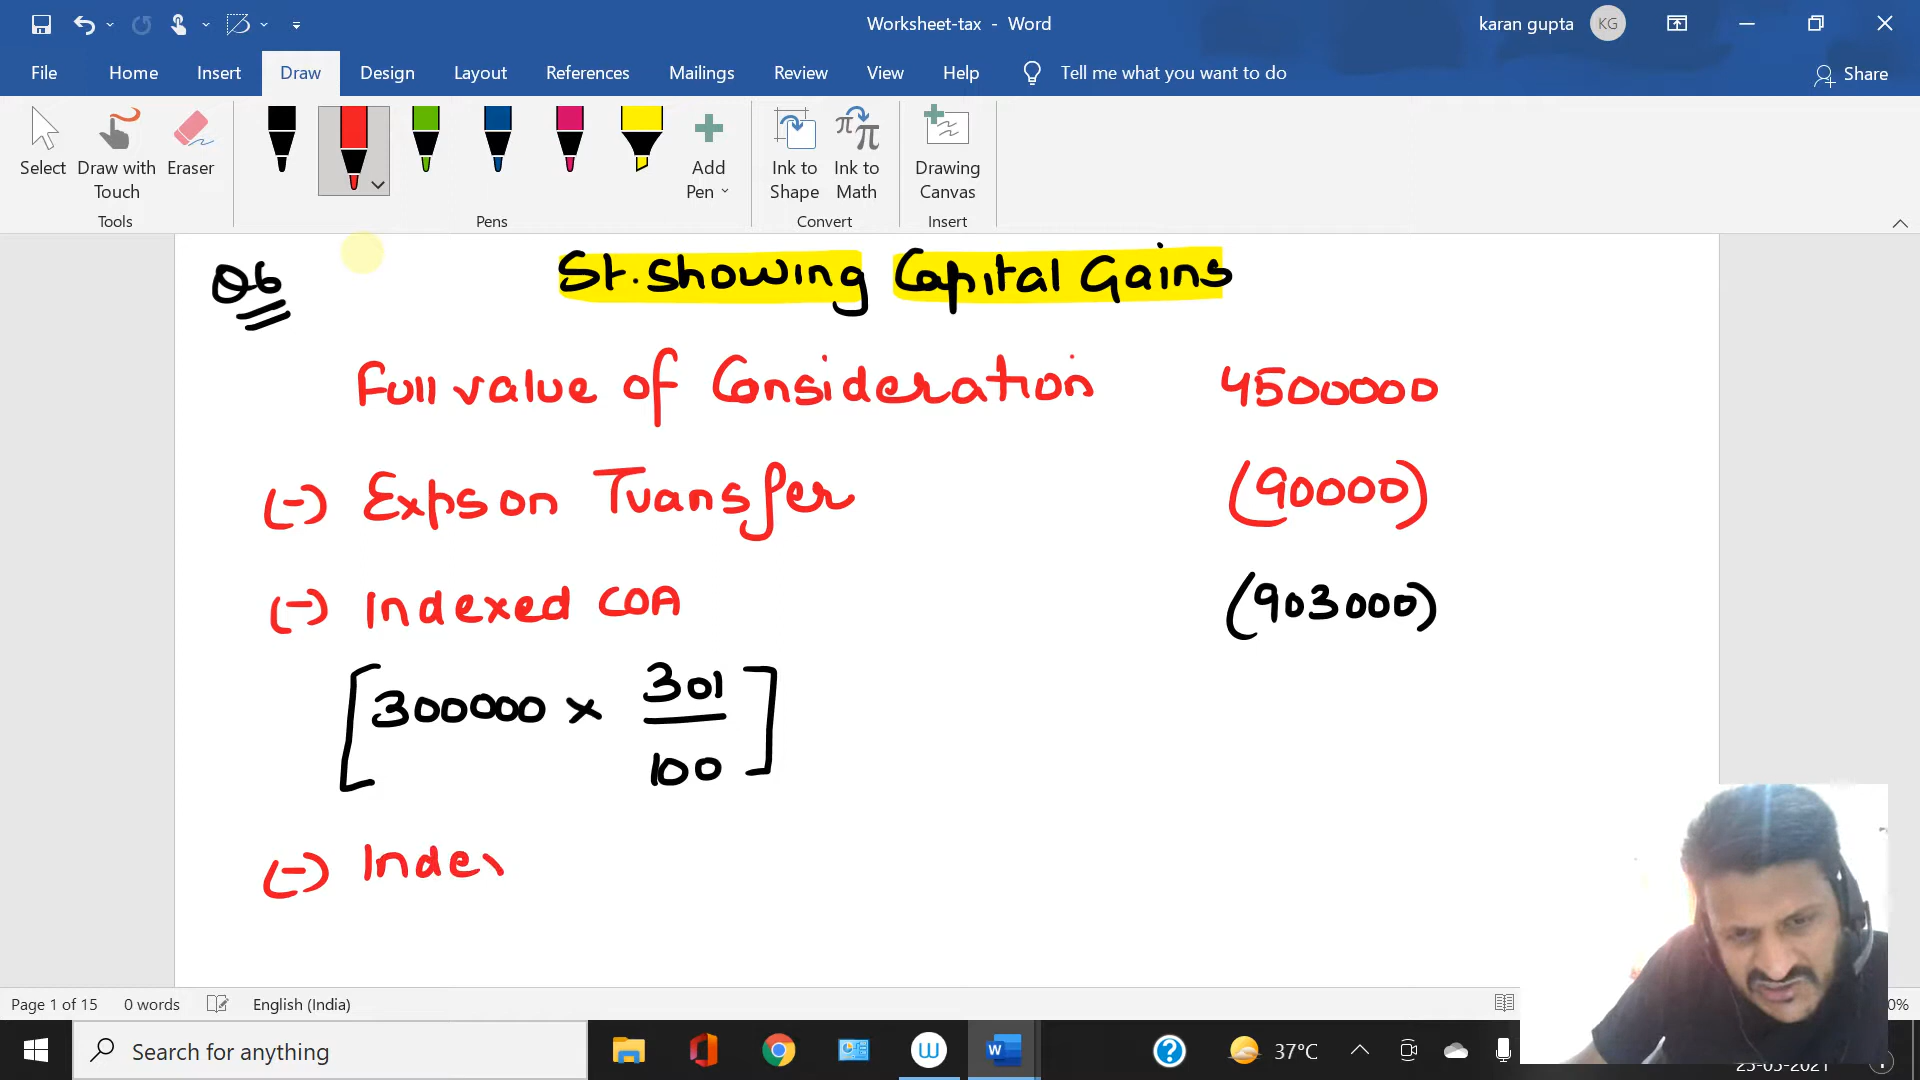 Worksheet-tax - Word
karan gupta KG
File Home Insert Draw Design Layout References Mailings Review View Help Tell me what you want to do Share
Select Draw with Touch Eraser Add Pen Ink to Shape Ink to Math Drawing Canvas
Tools Pens Convert Insert
Q6 St. Showing Capital Gains
Full value of Consideration 4500000
(-) Exps on Transfer (90000)
(-) Indexed COA (903000)
[300000 × 301
100]
(-) Index
Page 1 of 15 0 words English (India)
Search for anything 37°C